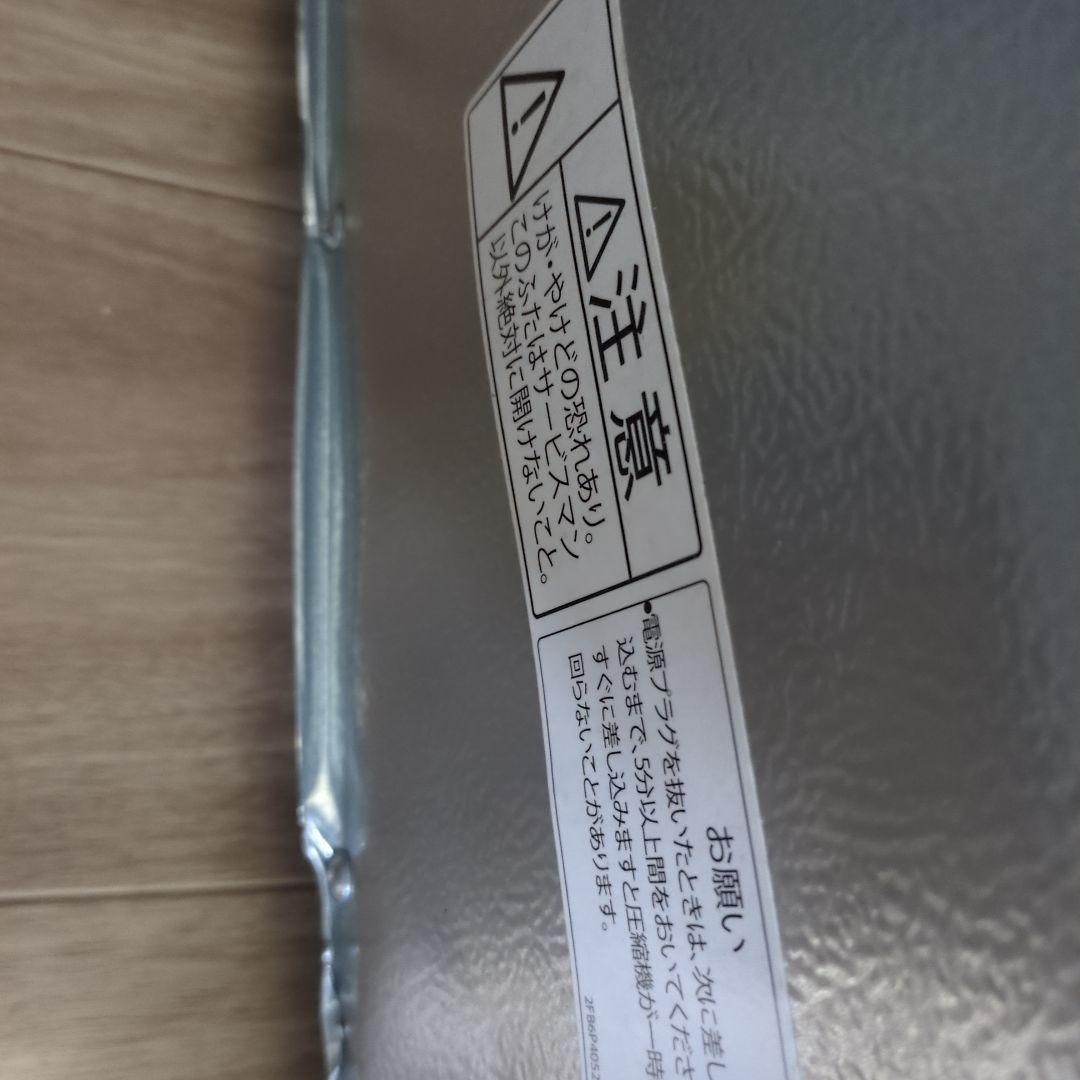 注意
けが・やけどの恐れあり。
このふたはサービスマン
以外絶対に開けないこと。
お願い
●電源プラグを抜いたときは、次に差し
込むまで、5分以上間をおいてくださ
すぐに差し込みますと圧縮機が一時
回らないことがあります。
2FB6P4052